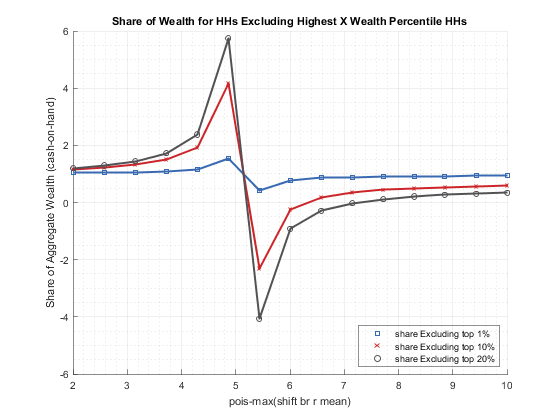 Share of Wealth for HHs Excluding Highest X Wealth Percentile HHs
Share of Aggregate Wealth (cash-on-hand)
6
4
2
0
-2
-4
-6
2
3
4
5
6
7
8
9
10
pois-max(shift br r mean)
share Excluding top 1%
share Excluding top 10%
share Excluding top 20%